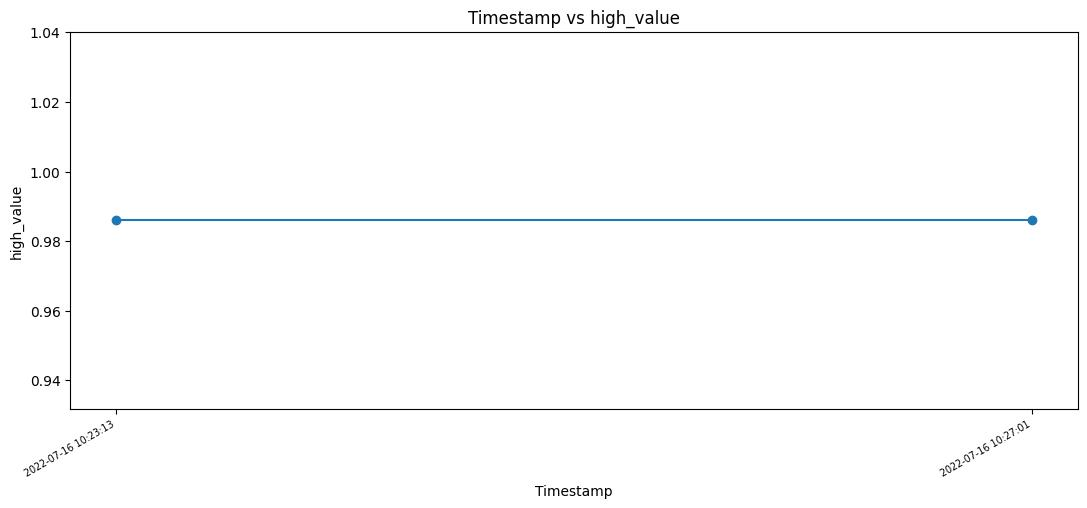 Timestamp vs high_value
1.04
1.02
1.00
0.98
0.96
0.94
high_value
2022-07-16 10:23:13
2022-07-16 10:27:01
Timestamp